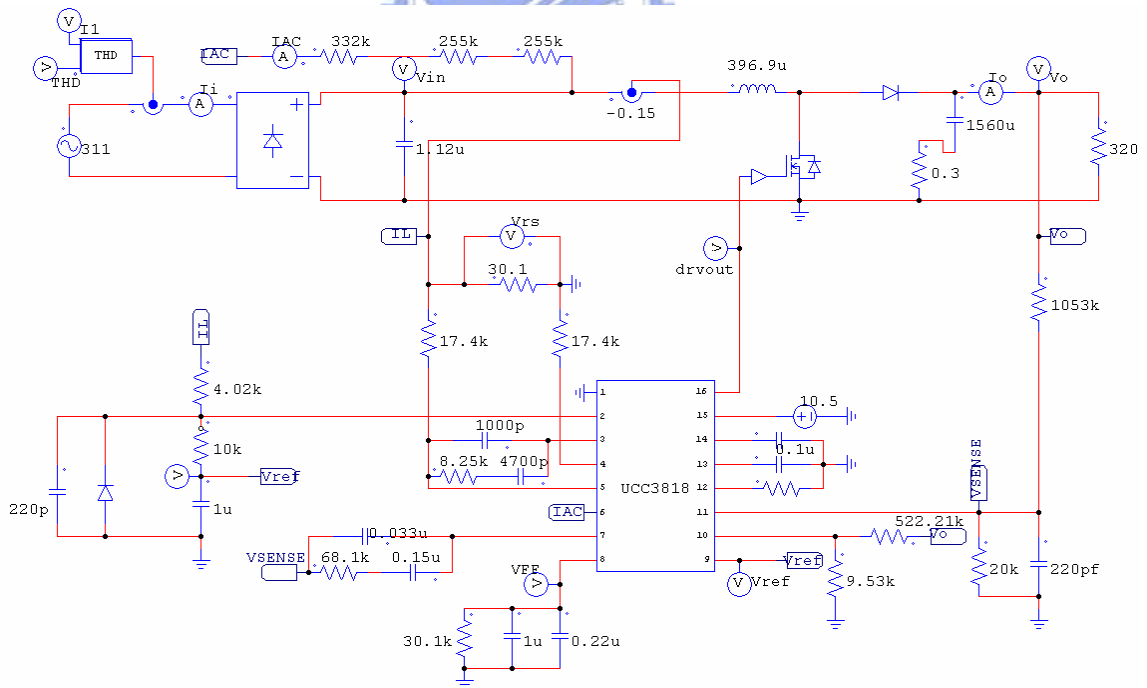 V
I1
THD
V
THD
IAC
IAC
A
332k
255k
255k
V
Vin
Ii
A
311
+
−
1.12u
-0.15
396.9u
Io
A
V
Vo
1560u
0.3
320
IL
Vrs
V
30.1
V
drvout
Vo
1053k
17.4k
17.4k
IL
4.02k
10k
V
Vref
220p
1u
1000p
8.25k
4700p
UCC3818
1
2
3
4
5
6
7
8
16
15
14
13
12
11
10
9
10.5
0.1u
IAC
VSENSE
0.033u
68.1k
0.15u
VSENSE
522.21k
Vo
Vref
V
Vref
9.53k
20k
220pf
VFF
V
30.1k
1u
0.22u